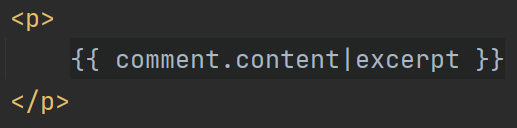 <p>
{{ comment.content|excerpt }}
</p>